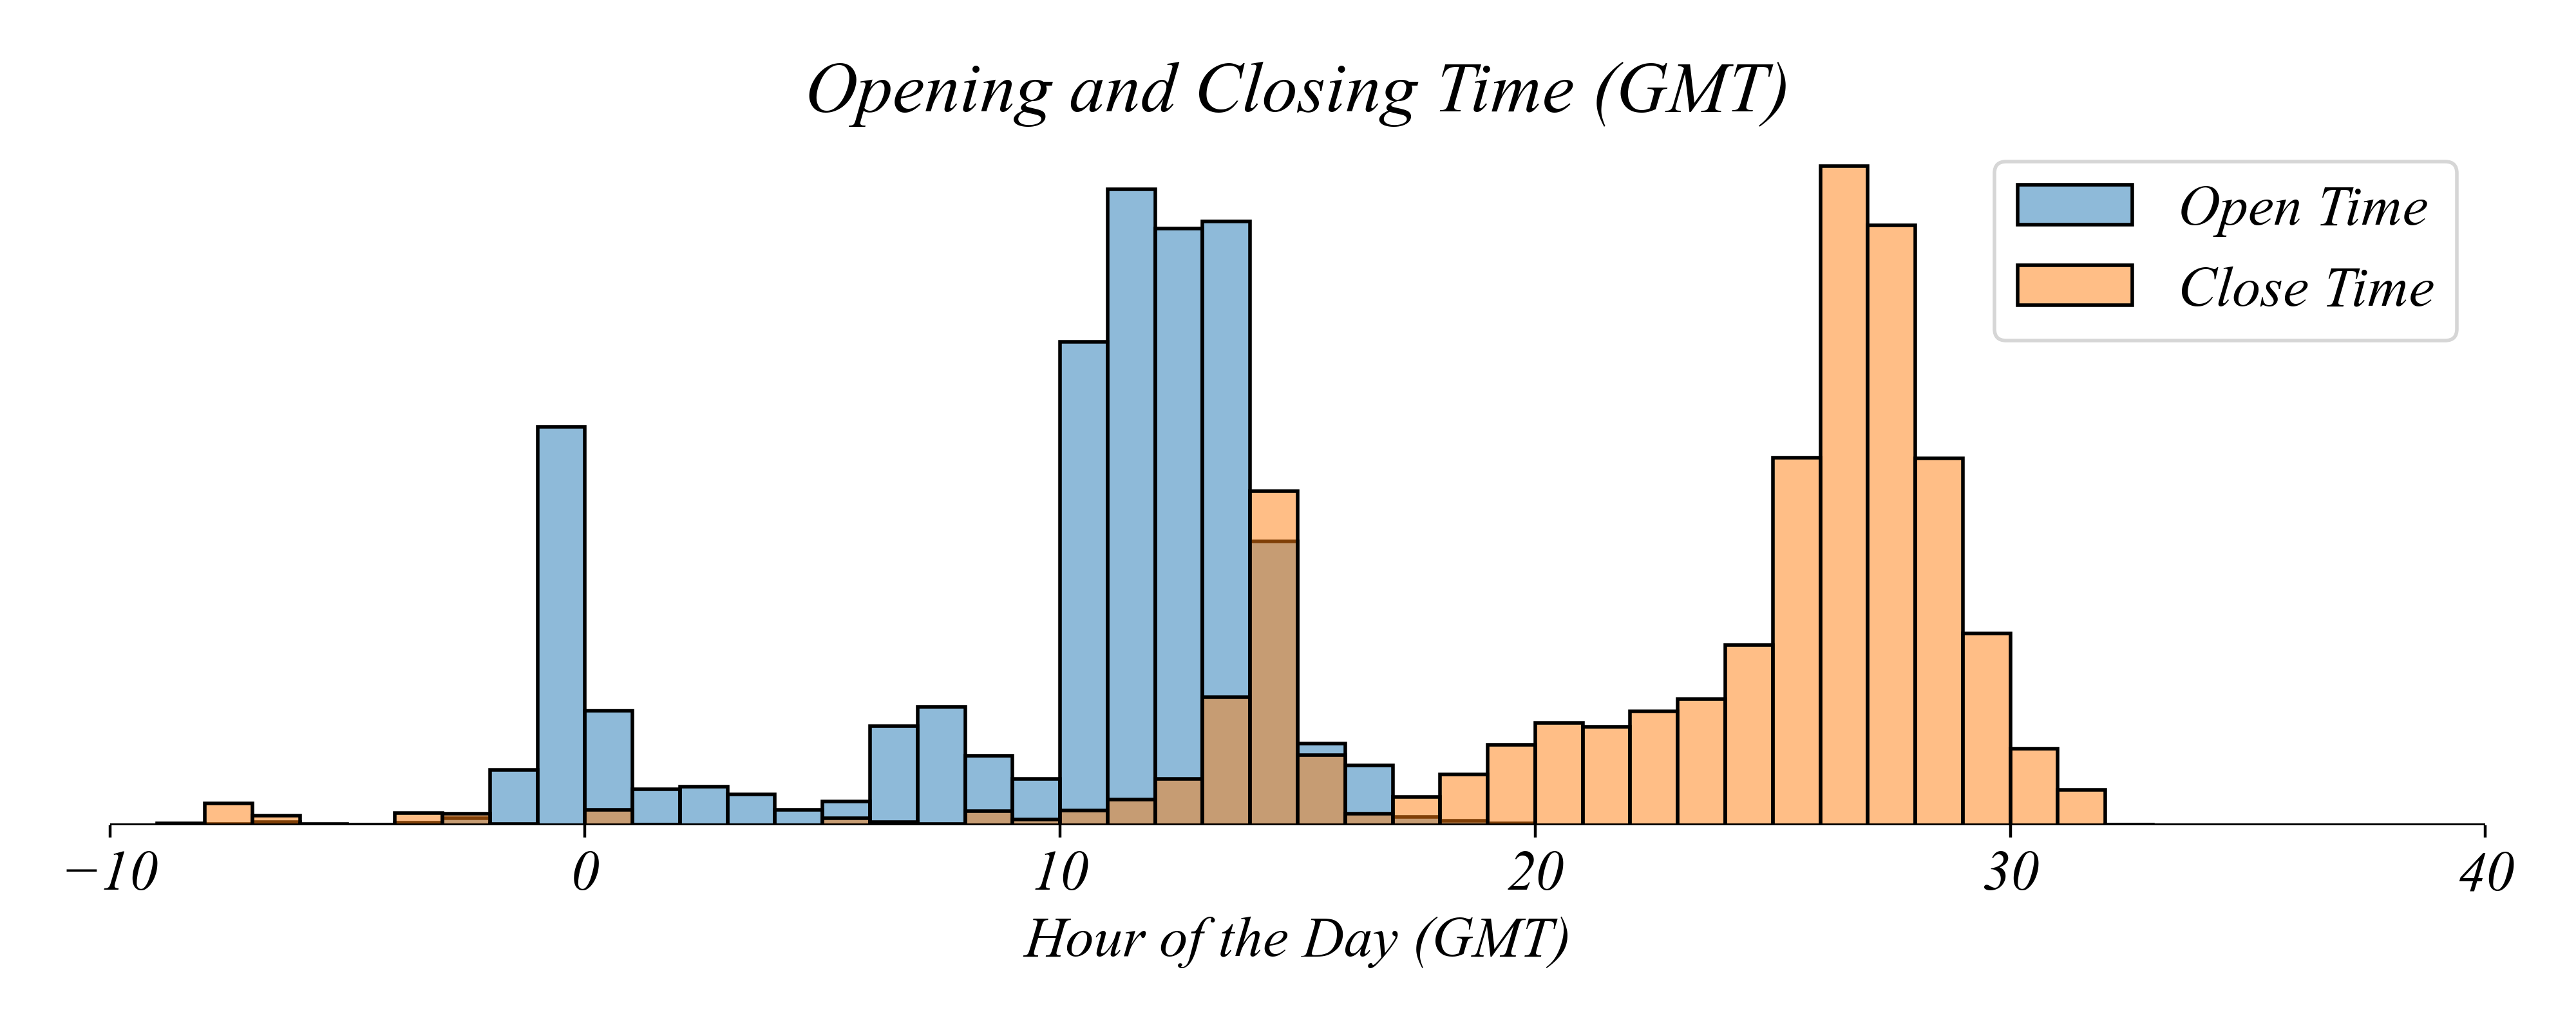 Opening and Closing Time (GMT)
Open Time
Close Time
−10 0 10 20 30 40
Hour of the Day (GMT)